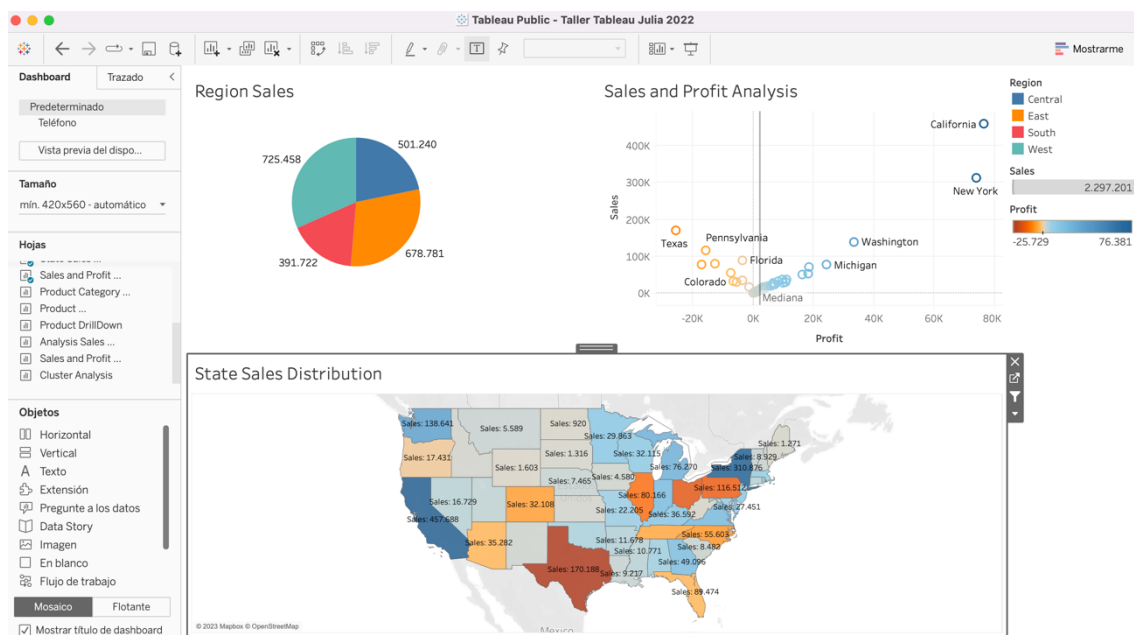 Tableau Public - Taller Tableau Julia 2022
Mostrarme
Dashboard
Trazado
Predeterminado
Teléfono
Vista previa del dispo...
Tamaño
mín. 420x560 - automático
Hojas
Sales and Profit ...
Product Category ...
Product ...
Product DrillDown
Analysis Sales ...
Sales and Profit ...
Cluster Analysis
Objetos
Horizontal
Vertical
Texto
Extensión
Pregunte a los datos
Data Story
Imagen
En blanco
Flujo de trabajo
Mosaico
Flotante
Mostrar título de dashboard
Region Sales
501.240
725.458
678.781
391.722
Sales and Profit Analysis
Sales
400K
300K
200K
100K
0K
California
New York
Texas
Pennsylvania
Washington
Florida
Michigan
Colorado
Mediana
-20K 0K 20K 40K 60K 80K
Profit
Region
Central
East
South
West
Sales
2.297.201
Profit
-25.729 76.381
State Sales Distribution
Sales: 138.641
Sales: 5.589
Sales: 920
Sales: 29.863
Sales: 1.271
Sales: 17.431
Sales: 1.316
Sales: 32.115
Sales: 8.929
Sales: 1.603
Sales: 76.270
Sales: 310.876
Sales: 7.465
Sales: 4.580
Sales: 116.512
Sales: 16.729
Sales: 32.108
Sales: 80.166
Sales: 27.451
Sales: 457.688
Sales: 22.205
Sales: 36.592
Sales: 35.282
Sales: 11.678
Sales: 55.603
Sales: 10.771
Sales: 8.482
Sales: 170.188
Sales: 9.217
Sales: 49.096
Sales: 89.474
Mexico
© 2023 Mapbox © OpenStreetMap